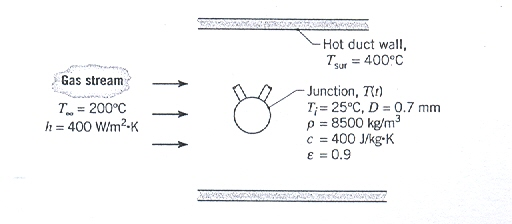 Hot duct wall,
T_sur = 400°C
Gas stream
T_∞ = 200°C
h = 400 W/m²·K
Junction, T(t)
T_i = 25°C, D = 0.7 mm
ρ = 8500 kg/m³
c = 400 J/kg·K
ε = 0.9